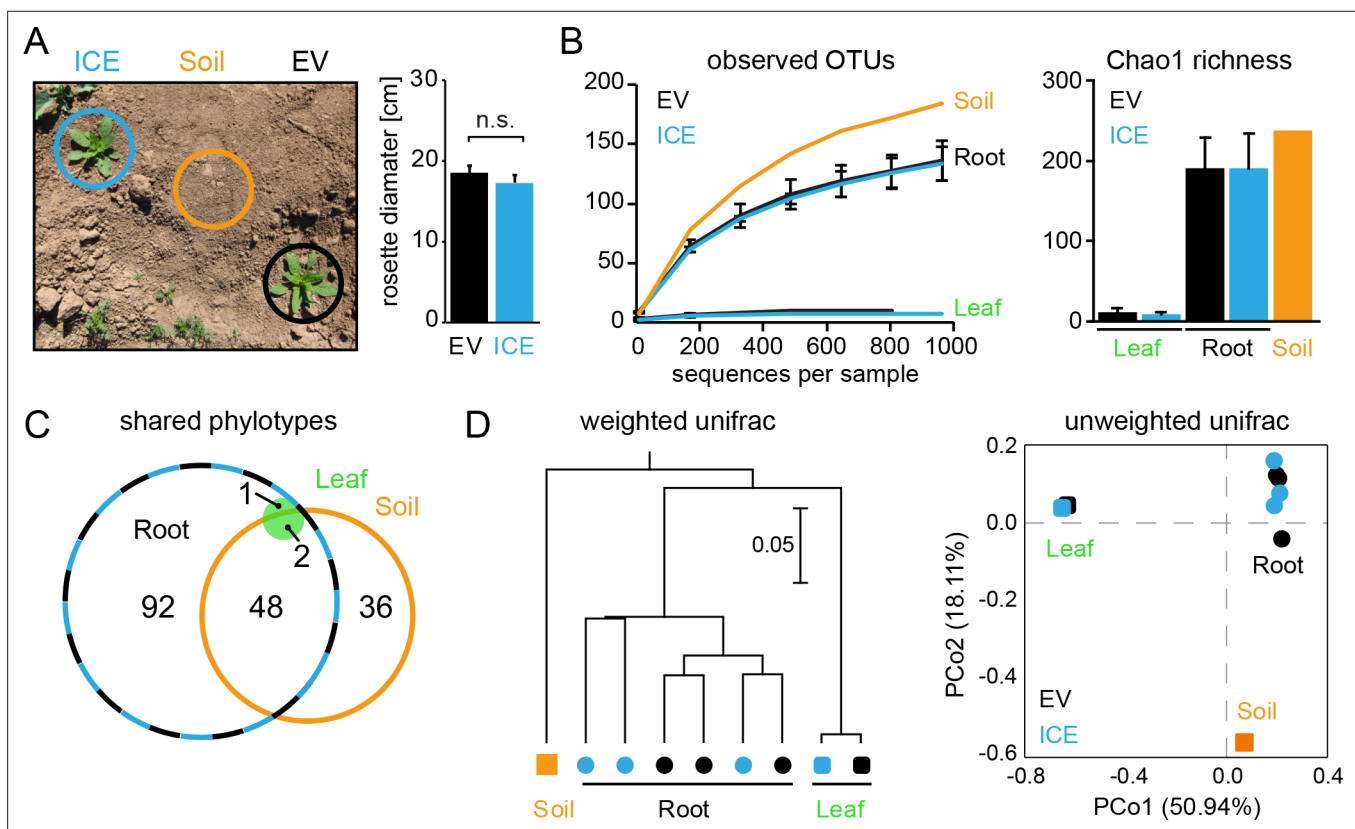 A
ICE Soil EV
rosette diamater [cm]
30
20
10
0
n.s.
EV ICE
B
observed OTUs
200
150
100
50
0
EV
ICE
Soil
Root
Leaf
0 200 400 600 800 1000
sequences per sample
Chao1 richness
300
200
100
0
EV
ICE
Leaf Root Soil
C
shared phylotypes
Leaf
Soil
Root
1
2
92 48 36
D
weighted unifrac
0.05
Soil Root Leaf
unweighted unifrac
PCo2 (18.11%)
0.2
0.0
-0.2
-0.4
-0.6
Leaf
Root
EV
ICE
Soil
-0.8 -0.4 0.0 0.4
PCo1 (50.94%)